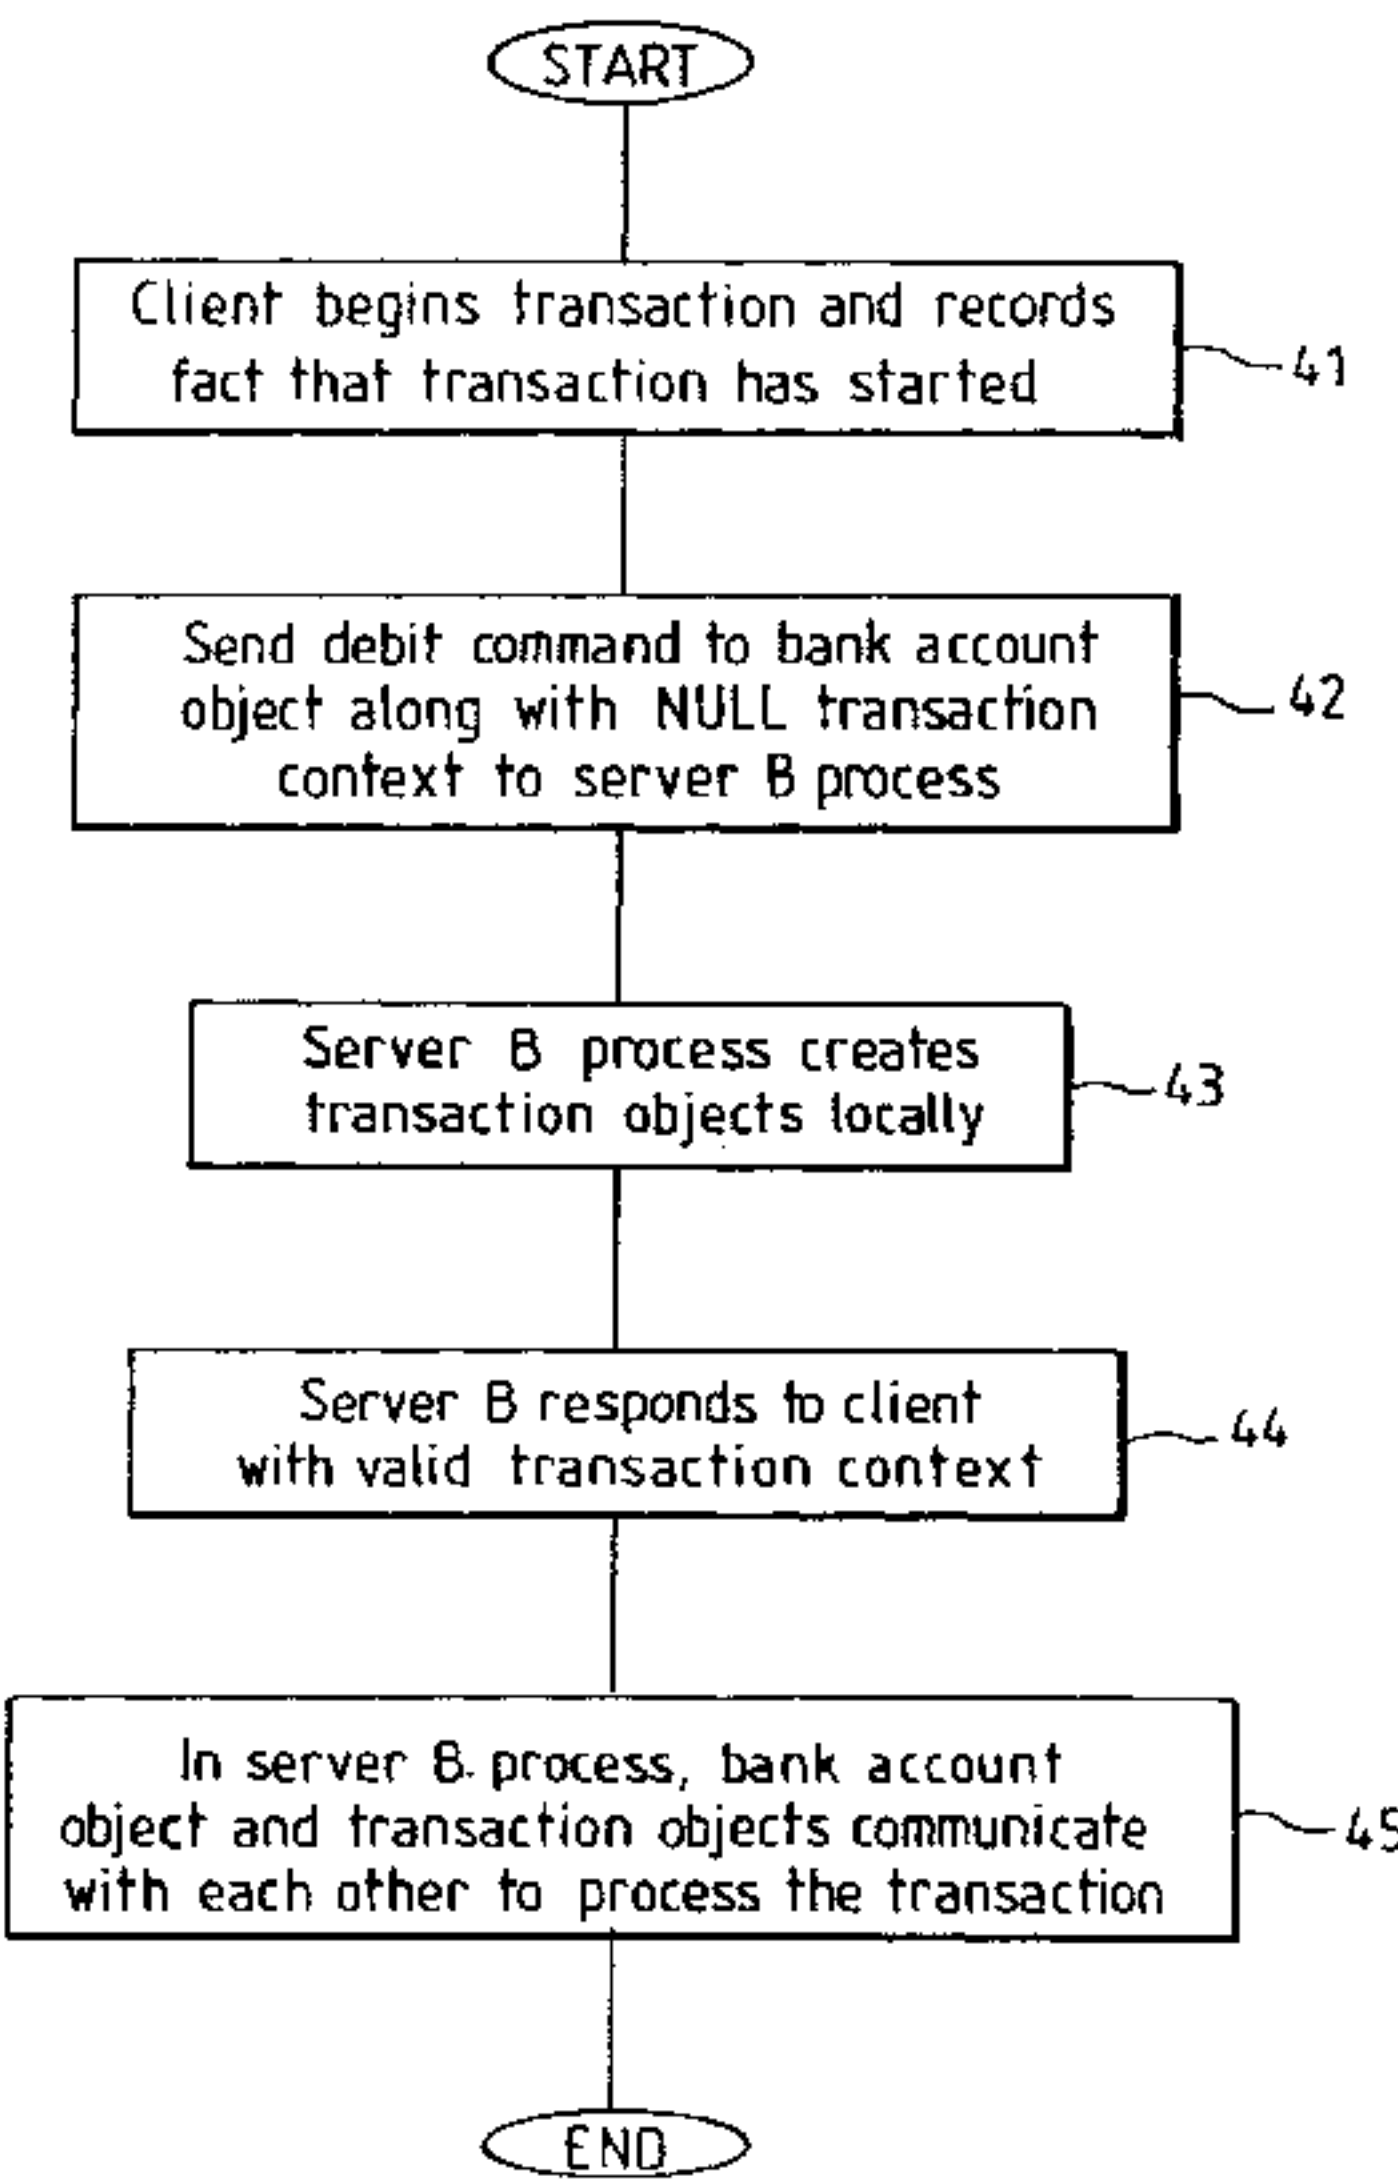 START
Client begins transaction and records
fact that transaction has started
41
Send debit command to bank account
object along with NULL transaction
context to server B process
42
Server B process creates
transaction objects locally
43
Server B responds to client
with valid transaction context
44
In server B process, bank account
object and transaction objects communicate
with each other to process the transaction
45
END